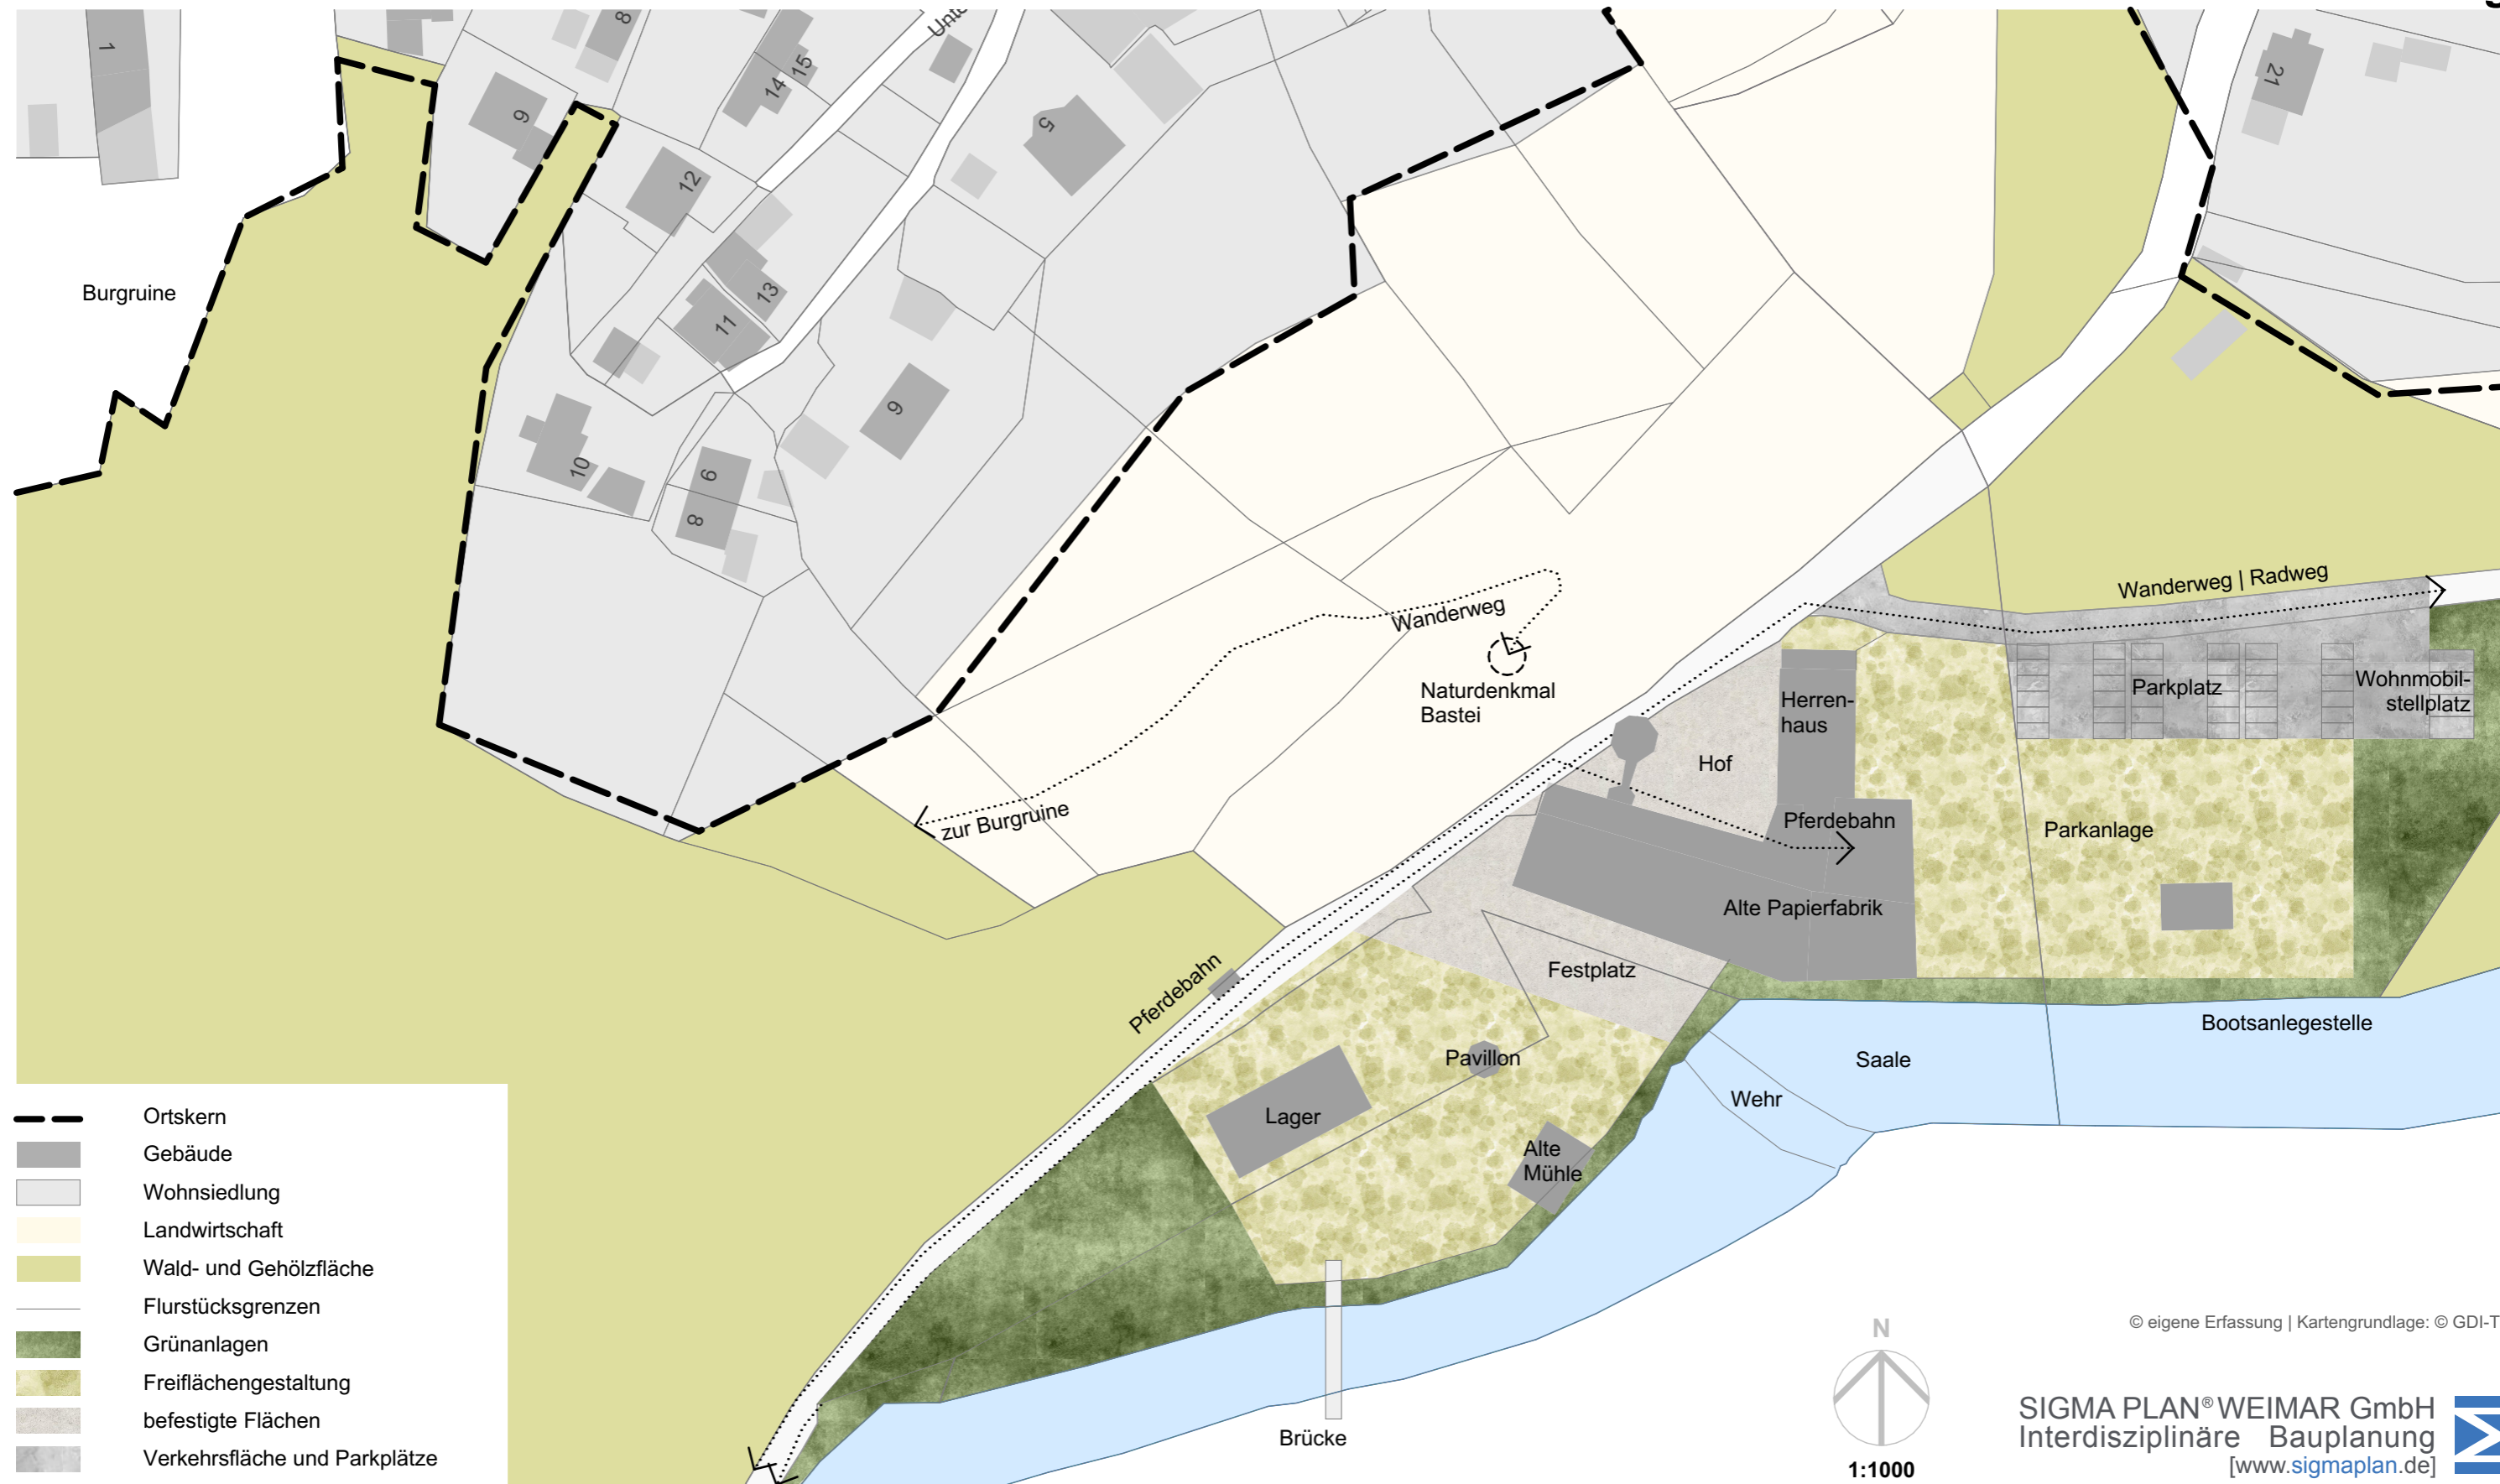 1
8
Unte
9
14
15
5
21
12
Burgruine
13
11
9
10
6
8
Wanderweg | Radweg
Wanderweg
Naturdenkmal
Bastei
Herren-
haus
Parkplatz
Wohnmobil-
stellplatz
Hof
zur Burgruine
Pferdebahn
Parkanlage
Alte Papierfabrik
Festplatz
Pferdebahn
Bootsanlegestelle
Pavillon
Saale
Wehr
Lager
Alte
Mühle
Brücke
Ortskern
Gebäude
Wohnsiedlung
Landwirtschaft
Wald- und Gehölzfläche
Flurstücksgrenzen
Grünanlagen
Freiflächengestaltung
befestigte Flächen
Verkehrsfläche und Parkplätze
N
1:1000
© eigene Erfassung | Kartengrundlage: © GDI-T
SIGMA PLAN® WEIMAR GmbH
Interdisziplinäre Bauplanung
[www.sigmaplan.de]